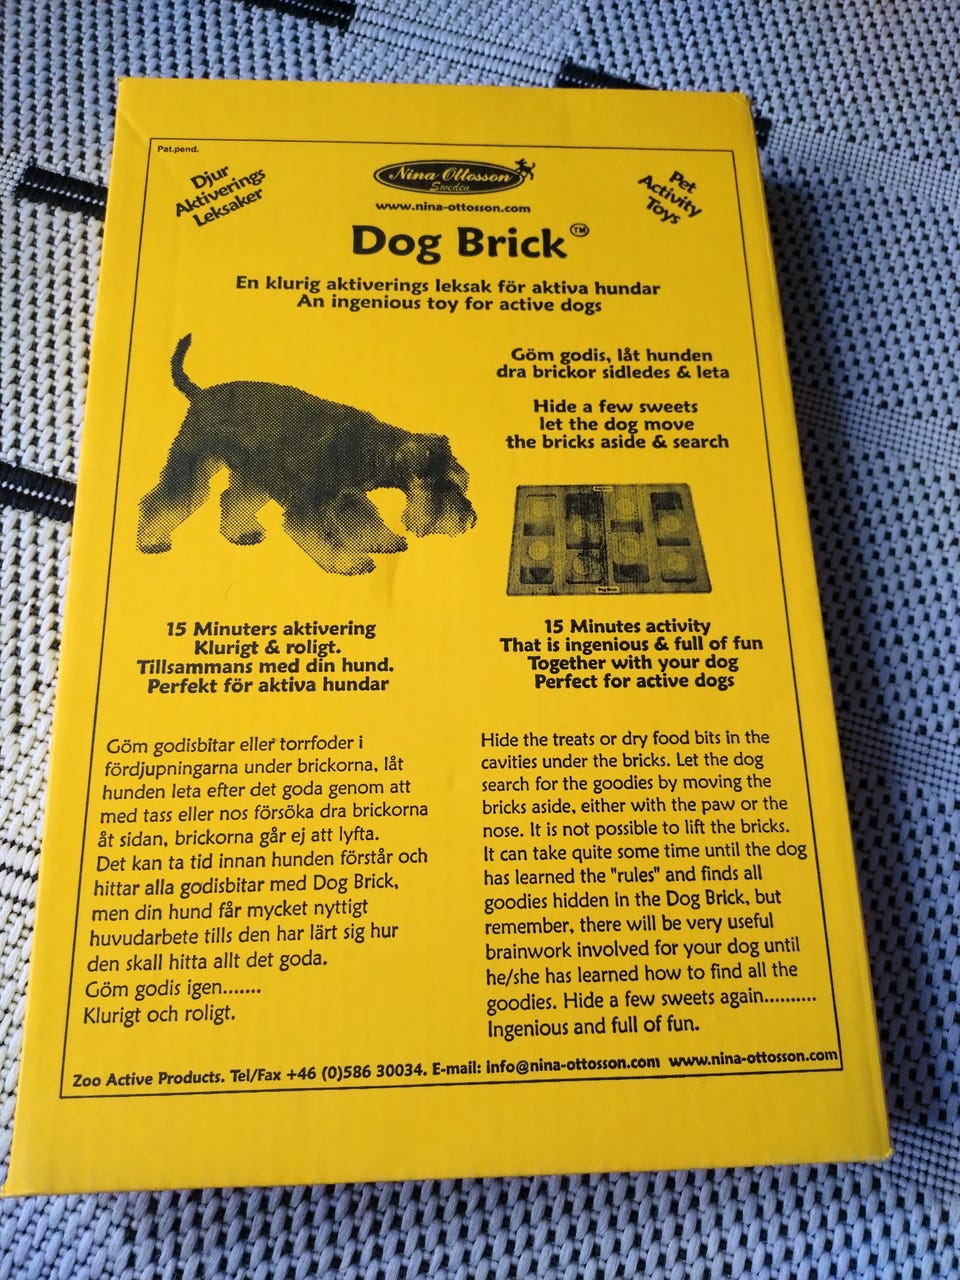 Pat.pend.
Djur
Aktiverings
Leksaker
Nina Ottosson
Sweden
www.nina-ottosson.com
Pet
Activity
Toys
Dog Brick™
En klurig aktiverings leksak för aktiva hundar
An ingenious toy for active dogs
Göm godis, låt hunden
dra brickor sidledes & leta
Hide a few sweets
let the dog move
the bricks aside & search
Dog Brick
15 Minuters aktivering
Klurigt & roligt.
Tillsammans med din hund.
Perfekt för aktiva hundar
15 Minutes activity
That is ingenious & full of fun
Together with your dog
Perfect for active dogs
Göm godisbitar eller torrfoder i
fördjupningarna under brickorna, låt
hunden leta efter det goda genom att
med tass eller nos försöka dra brickorna
åt sidan, brickorna går ej att lyfta.
Det kan ta tid innan hunden förstår och
hittar alla godisbitar med Dog Brick,
men din hund får mycket nyttigt
huvudarbete tills den har lärt sig hur
den skall hitta allt det goda.
Göm godis igen.......
Klurigt och roligt.
Hide the treats or dry food bits in the
cavities under the bricks. Let the dog
search for the goodies by moving the
bricks aside, either with the paw or the
nose. It is not possible to lift the bricks.
It can take quite some time until the dog
has learned the "rules" and finds all
goodies hidden in the Dog Brick, but
remember, there will be very useful
brainwork involved for your dog until
he/she has learned how to find all the
goodies. Hide a few sweets again..........
Ingenious and full of fun.
Zoo Active Products. Tel/Fax +46 (0)586 30034. E-mail: info@nina-ottosson.com www.nina-ottosson.com